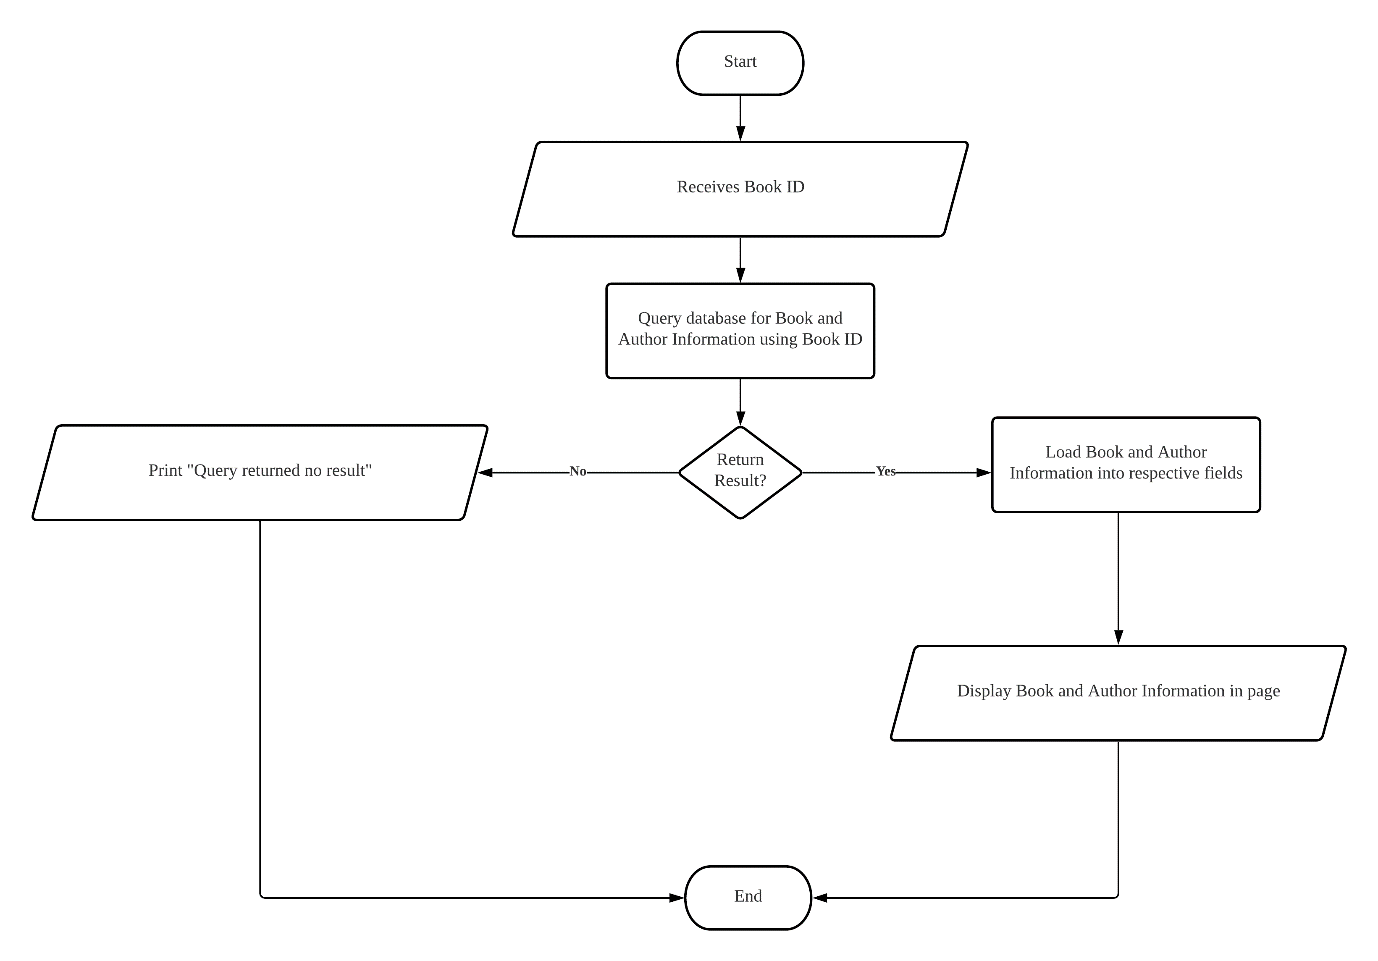 Start
Receives Book ID
Query database for Book and
Author Information using Book ID
Return
Result?
No
Yes
Print "Query returned no result"
Load Book and Author
Information into respective fields
Display Book and Author Information in page
End